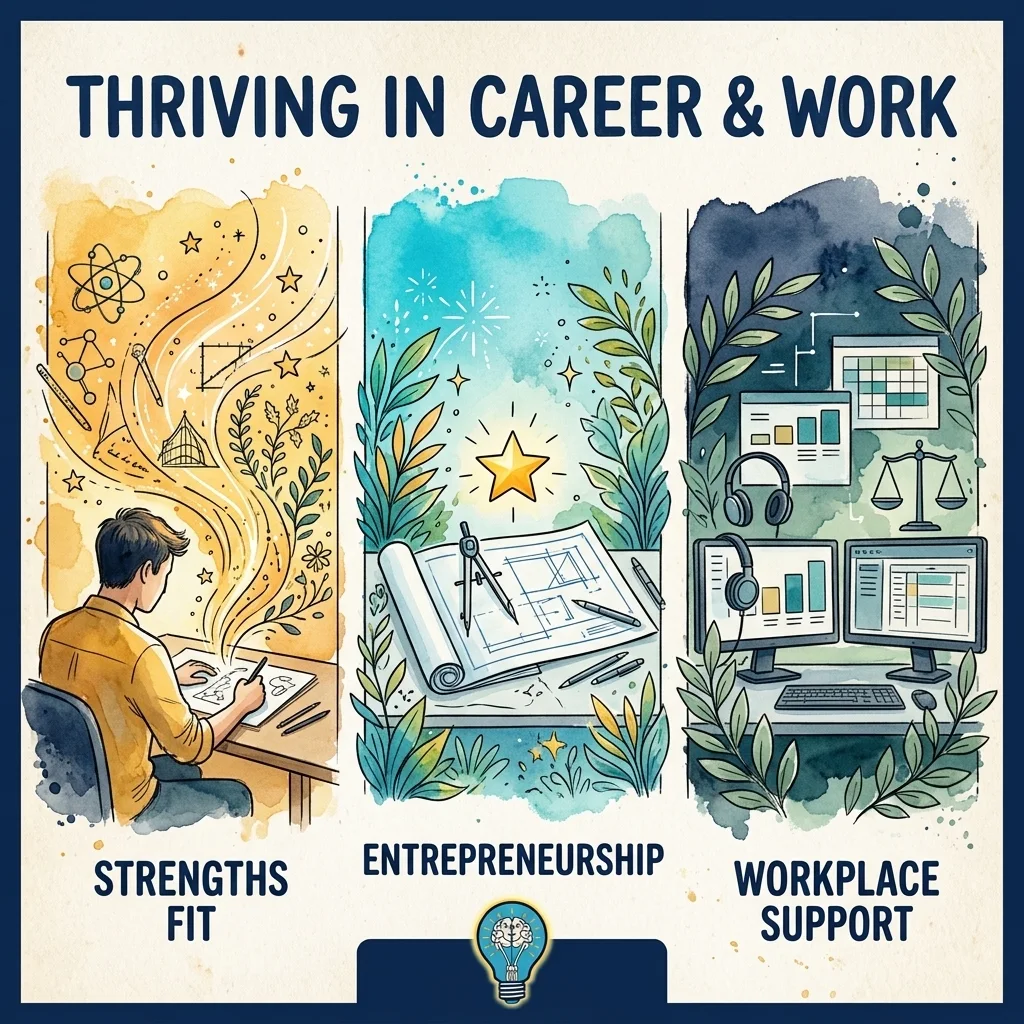 THRIVING IN CAREER & WORK
STRENGTHS
FIT
ENTREPRENEURSHIP
WORKPLACE
SUPPORT